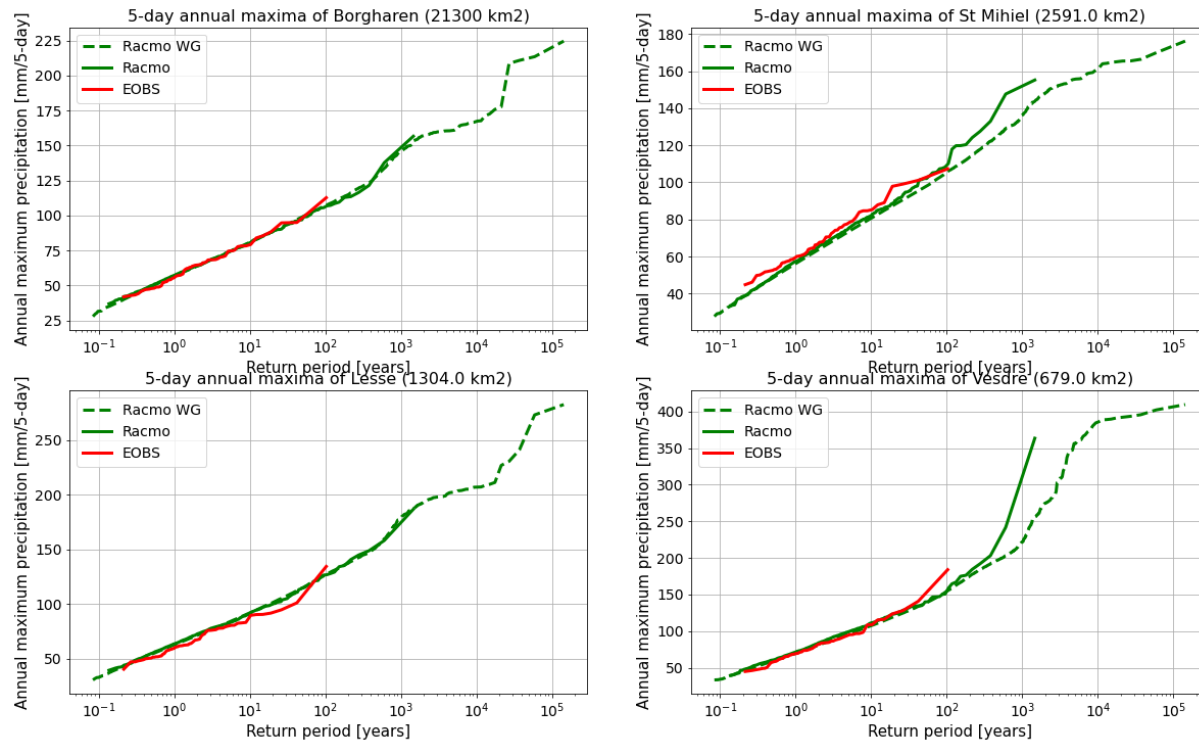 5-day annual maxima of Borgharen (21300 km2)
Annual maximum precipitation [mm/5-day]
225
200
175
150
125
100
75
50
25
Racmo WG
Racmo
EOBS
10^-1 10^0 10^1 10^2 10^3 10^4 10^5
Return period [years]
5-day annual maxima of St Mihiel (2591.0 km2)
Annual maximum precipitation [mm/5-day]
180
160
140
120
100
80
60
40
Racmo WG
Racmo
EOBS
10^-1 10^0 10^1 10^2 10^3 10^4 10^5
Return period [years]
5-day annual maxima of Lesse (1304.0 km2)
Annual maximum precipitation [mm/5-day]
250
200
150
100
50
Racmo WG
Racmo
EOBS
10^-1 10^0 10^1 10^2 10^3 10^4 10^5
Return period [years]
5-day annual maxima of Vesdre (679.0 km2)
Annual maximum precipitation [mm/5-day]
400
350
300
250
200
150
100
50
Racmo WG
Racmo
EOBS
10^-1 10^0 10^1 10^2 10^3 10^4 10^5
Return period [years]